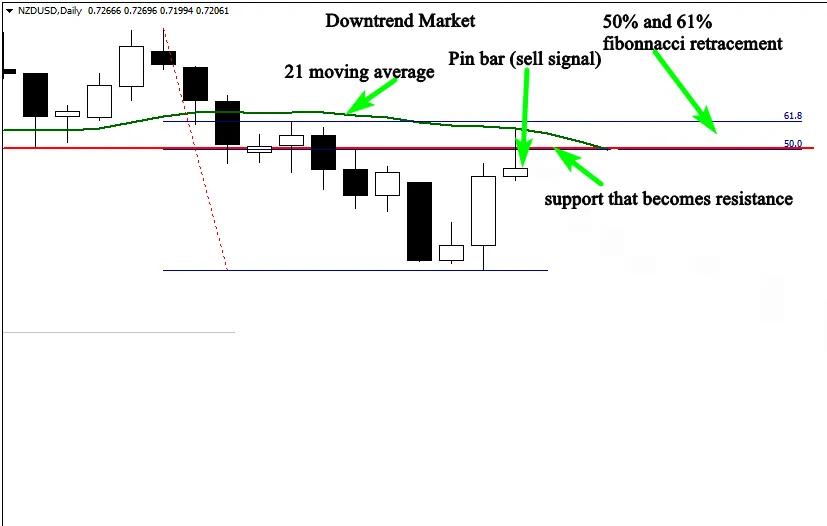 NZDUSD,Daily 0.72666 0.72696 0.71994 0.72061
Downtrend Market
50% and 61%
fibonnacci retracement
Pin bar (sell signal)
21 moving average
61.8
50.0
support that becomes resistance